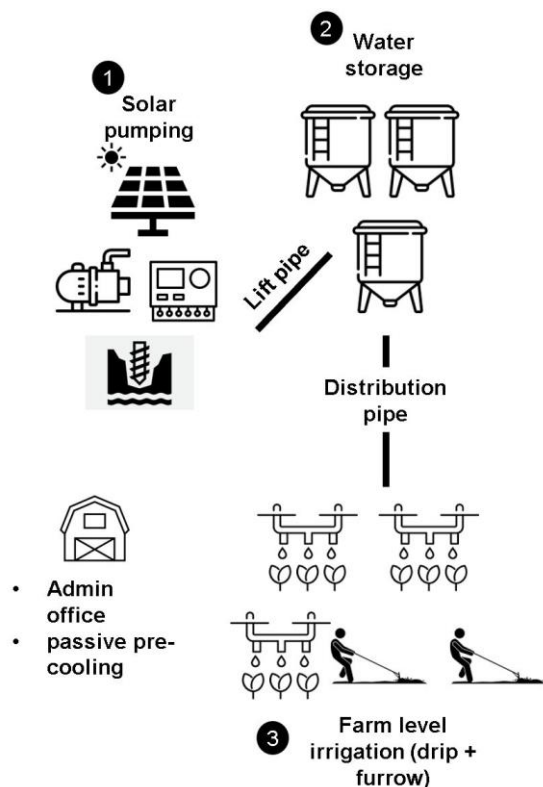 1
Solar
pumping
2
Water
storage
Lift pipe
Distribution
pipe
• Admin
office
• passive pre-
cooling
3
Farm level
irrigation (drip +
furrow)